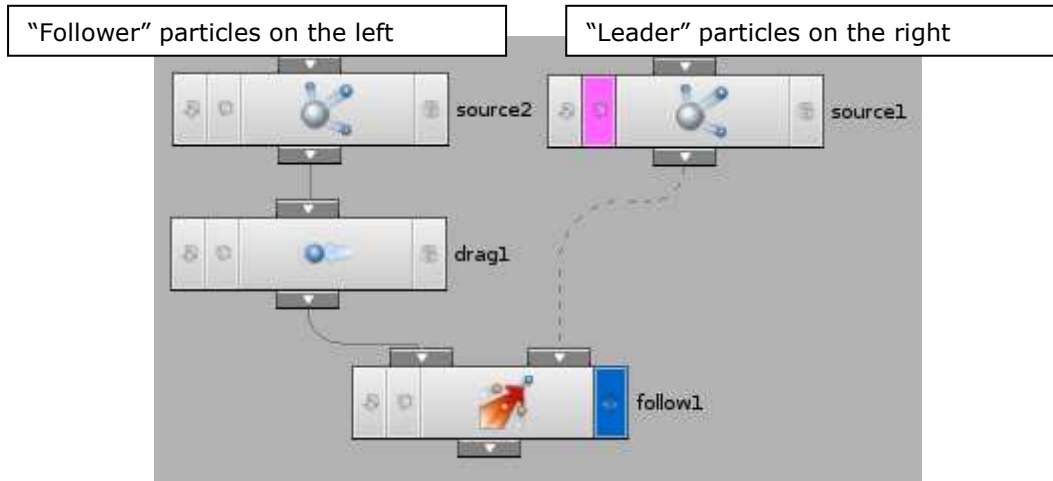 “Follower” particles on the left
“Leader” particles on the right
source2
source1
drag1
follow1